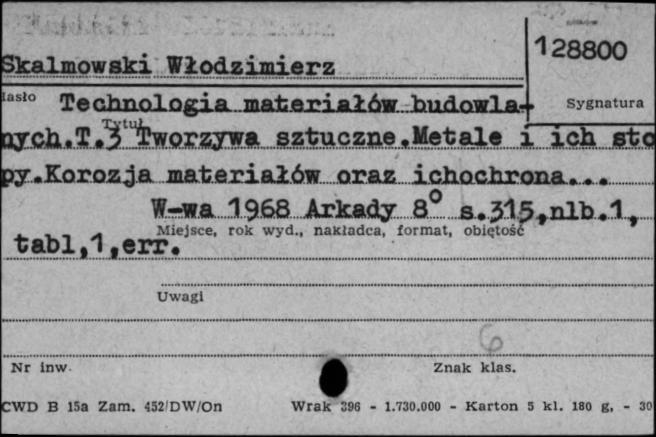 128800
Skalmowski Włodzimierz
Hasło Technologia materiałów budowla- Sygnatura
Tytuł
nych.T.3 Tworzywa sztuczne.Metale i ich sto
py.Korozja materiałów oraz ichochrona...
W-wa 1968 Arkady 8° s.315,nlb.1,
Miejsce, rok wyd., nakładca, format, objętość
tabl,1,err.
Uwagi
6
Nr inw. Znak klas.
CWD B 15a Zam. 452/DW/On Wrak 396 - 1.730.000 - Karton 5 kl. 180 g, - 30